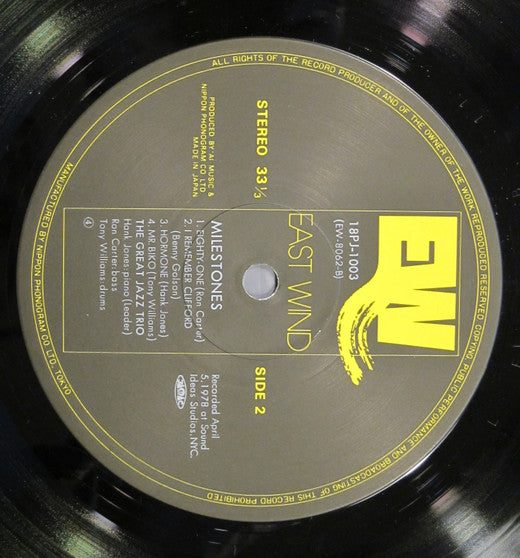 ALL RIGHTS OF THE RECORD PRODUCER AND OF THE OWNER OF THE WORK REPRODUCED RESERVED. COPYING, PUBLIC PERFORMANCE AND BROADCASTING OF THIS RECORD PROHIBITED
EW
18PJ-1003
(EW-8062-B)
EAST WIND
STEREO 33 1/3
SIDE 2
PRODUCED BY: AI MUSIC &
NIPPON PHONOGRAM CO. LTD.
MADE IN JAPAN
Recorded April
5, 1978 at Sound
Ideas Studios, NYC.
MILESTONES
1. EIGHTY-ONE (Ron Carter)
2. I REMEMBER CLIFFORD
(Benny Golson)
3. HORMONE (Hank Jones)
4. MR. BIKO (Tony Williams)
THE GREAT JAZZ TRIO
Hank Jones-piano (leader)
Ron Carter-bass
Tony Williams-drums
④
MANUFACTURED BY NIPPON PHONOGRAM CO., LTD., TOKYO